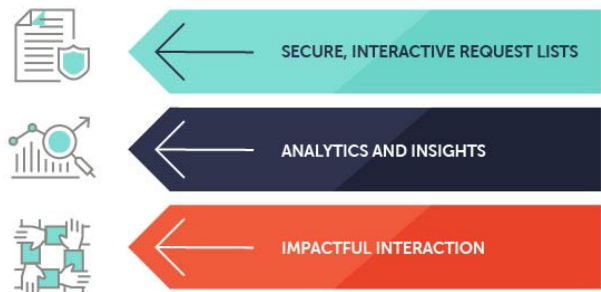 SECURE, INTERACTIVE REQUEST LISTS
ANALYTICS AND INSIGHTS
IMPACTFUL INTERACTION